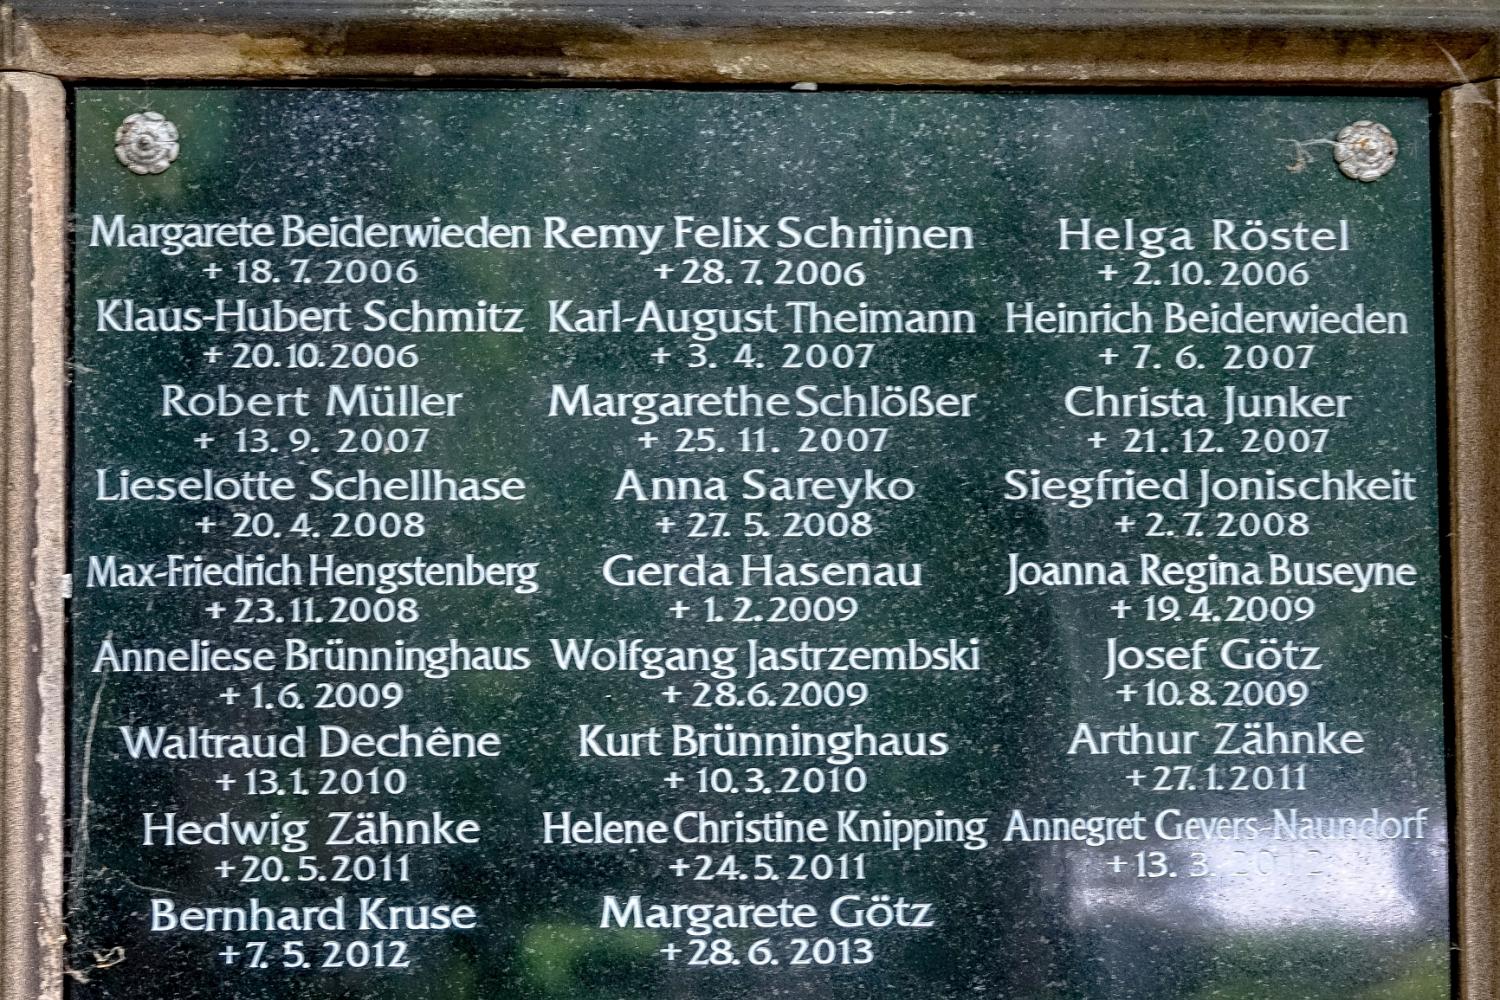 Margarete Beiderwieden Remy Felix Schrijnen Helga Röstel
+ 18. 7. 2006 + 28. 7. 2006 + 2. 10. 2006
Klaus-Hubert Schmitz Karl-August Theimann Heinrich Beiderwieden
+ 20. 10. 2006 + 3. 4. 2007 + 7. 6. 2007
Robert Müller Margarethe Schlößer Christa Junker
+ 13. 9. 2007 + 25. 11. 2007 + 21. 12. 2007
Lieselotte Schellhase Anna Sareyko Siegfried Jonischkeit
+ 20. 4. 2008 + 27. 5. 2008 + 2. 7. 2008
Max-Friedrich Hengstenberg Gerda Hasenau Joanna Regina Buseyne
+ 23. 11. 2008 + 1. 2. 2009 + 19. 4. 2009
Anneliese Brünninghaus Wolfgang Jastrzembski Josef Götz
+ 1. 6. 2009 + 28. 6. 2009 + 10. 8. 2009
Waltraud Dechêne Kurt Brünninghaus Arthur Zähnke
+ 13. 1. 2010 + 10. 3. 2010 + 27. 1. 2011
Hedwig Zähnke Helene Christine Knipping Annegret Gevers-Naundorf
+ 20. 5. 2011 + 24. 5. 2011 + 13. 3.
Bernhard Kruse Margarete Götz
+ 7. 5. 2012 + 28. 6. 2013